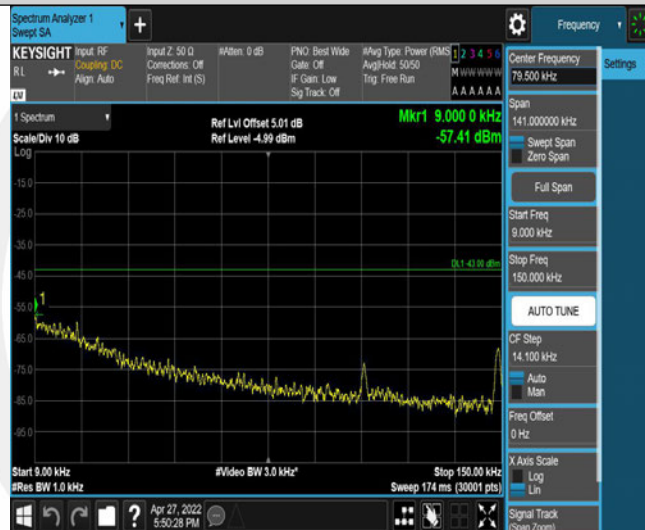 Spectrum Analyzer 1
Swept SA
+
Frequency
KEYSIGHT
RL
Input: RF
Coupling: DC
Align: Auto
Input Z: 50 Ω
Corrections: Off
Freq Ref: Int (S)
#Atten: 0 dB
PNO: Best Wide
Gate: Off
IF Gain: Low
Sig Track: Off
#Avg Type: Power (RMS
Avg|Hold: 50/50
Trig: Free Run
1 2 3 4 5 6
M W W W W W
A A A A A A
1 Spectrum
Scale/Div 10 dB
Log
Ref Lvl Offset 5.01 dB
Ref Level -4.99 dBm
Mkr1 9.000 0 kHz
-57.41 dBm
-15.0
-25.0
-35.0
-45.0
-55.0
-65.0
-75.0
-85.0
-95.0
DL1 -43.00 dBm
1
Start 9.00 kHz
#Res BW 1.0 kHz
#Video BW 3.0 kHz*
Stop 150.00 kHz
Sweep 174 ms (30001 pts)
Apr 27, 2022
5:50:28 PM
Center Frequency
79.500 kHz
Settings
Span
141.000000 kHz
Swept Span
Zero Span
Full Span
Start Freq
9.000 kHz
Stop Freq
150.000 kHz
AUTO TUNE
CF Step
14.100 kHz
Auto
Man
Freq Offset
0 Hz
X Axis Scale
Log
Lin
Signal Track
(Span Zoom)